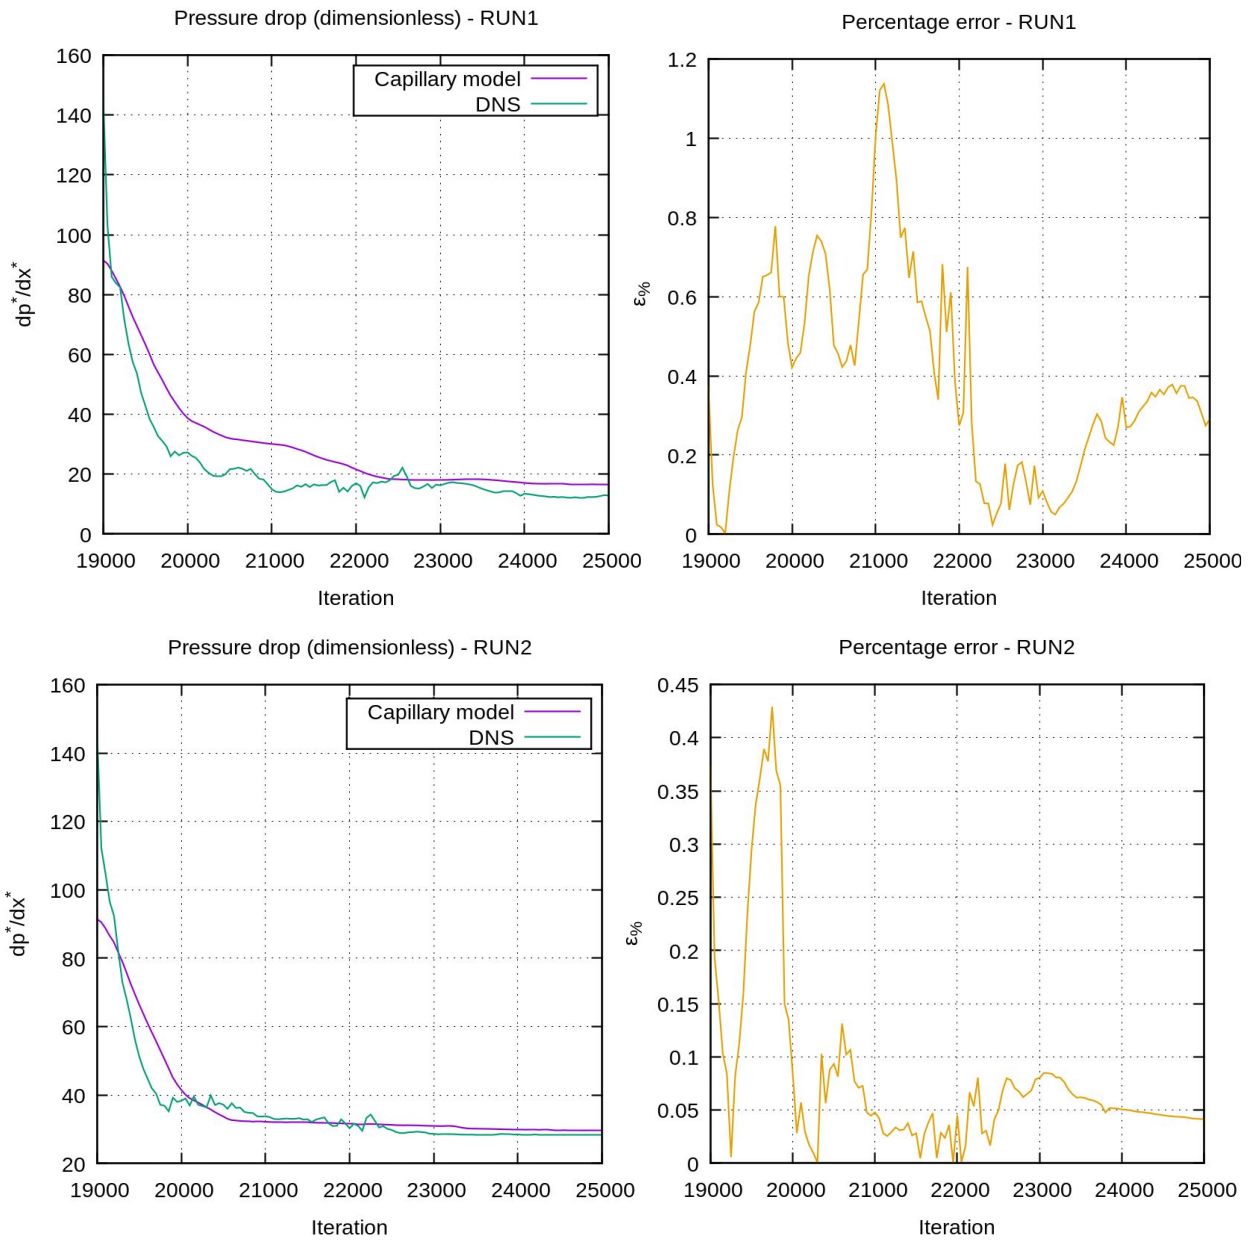 Pressure drop (dimensionless) - RUN1
160
140
120
100
80
60
40
20
0
dp*/dx*
Capillary model
DNS
19000 20000 21000 22000 23000 24000 25000
Iteration
Percentage error - RUN1
1.2
1
0.8
0.6
0.4
0.2
0
ε%
19000 20000 21000 22000 23000 24000 25000
Iteration
Pressure drop (dimensionless) - RUN2
160
140
120
100
80
60
40
20
dp*/dx*
Capillary model
DNS
19000 20000 21000 22000 23000 24000 25000
Iteration
Percentage error - RUN2
0.45
0.4
0.35
0.3
0.25
0.2
0.15
0.1
0.05
0
ε%
19000 20000 21000 22000 23000 24000 25000
Iteration